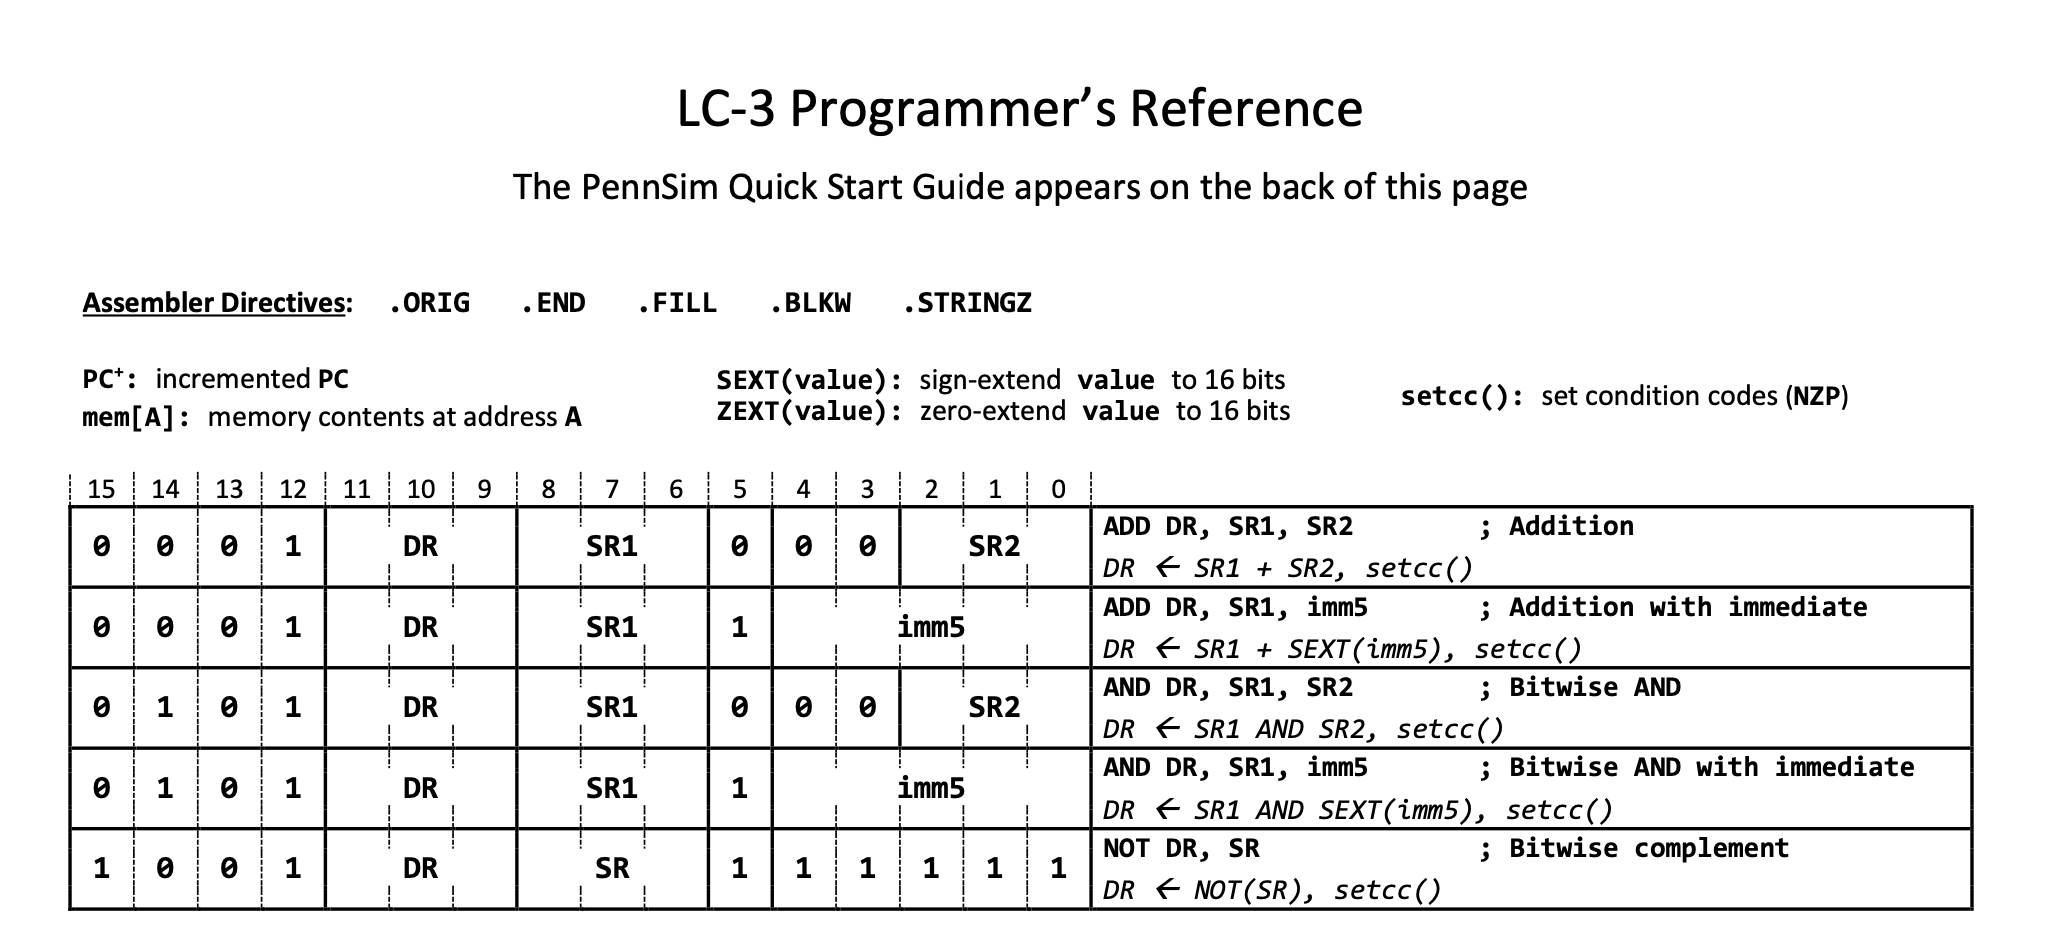 LC-3 Programmer’s Reference
The PennSim Quick Start Guide appears on the back of this page
Assembler Directives: .ORIG .END .FILL .BLKW .STRINGZ
PC⁺: incremented PC
mem[A]: memory contents at address A
SEXT(value): sign-extend value to 16 bits
ZEXT(value): zero-extend value to 16 bits
setcc(): set condition codes (NZP)
15 14 13 12 11 10 9 8 7 6 5 4 3 2 1 0
0 0 0 1 DR SR1 0 0 0 SR2 ADD DR, SR1, SR2 ; Addition
DR ← SR1 + SR2, setcc()
0 0 0 1 DR SR1 1 imm5 ADD DR, SR1, imm5 ; Addition with immediate
DR ← SR1 + SEXT(imm5), setcc()
0 1 0 1 DR SR1 0 0 0 SR2 AND DR, SR1, SR2 ; Bitwise AND
DR ← SR1 AND SR2, setcc()
0 1 0 1 DR SR1 1 imm5 AND DR, SR1, imm5 ; Bitwise AND with immediate
DR ← SR1 AND SEXT(imm5), setcc()
1 0 0 1 DR SR 1 1 1 1 1 1 NOT DR, SR ; Bitwise complement
DR ← NOT(SR), setcc()